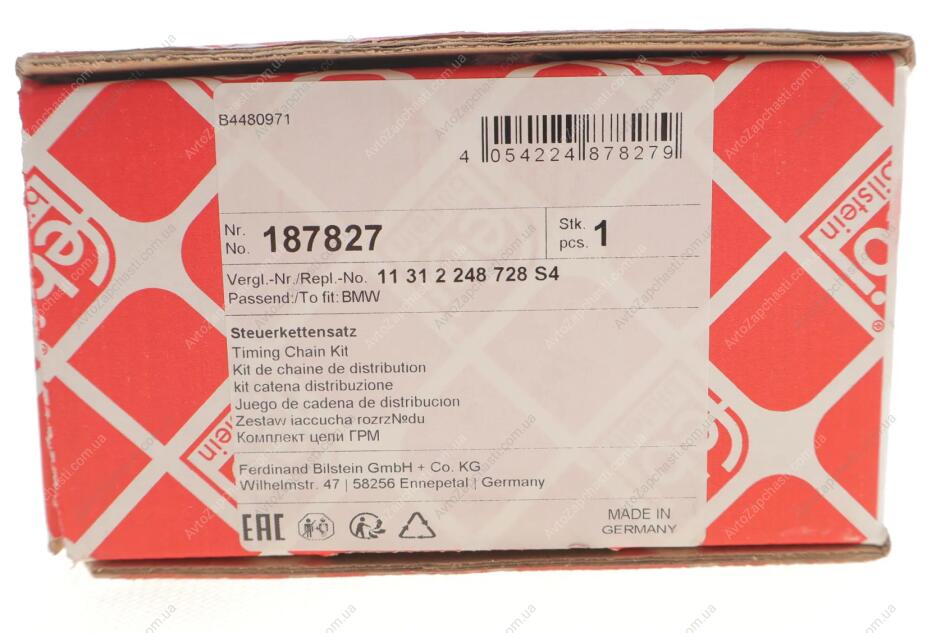 B4480971
4 054224 878279
Nr.
No. 187827
Stk.
pcs. 1
Vergl.-Nr./Repl.-No. 11 31 2 248 728 S4
Passend:/To fit:BMW
Steuerkettensatz
Timing Chain Kit
Kit de chaine de distribution
kit catena distribuzione
Juego de cadena de distribucion
Zestaw iaccucha rozrz№du
Комплект цепи ГРМ
Ferdinand Bilstein GmbH + Co. KG
Wilhelmstr. 47 | 58256 Ennepetal | Germany
EAC
MADE IN
GERMANY
febi
bilstein
AvtoZapchasti.com.ua